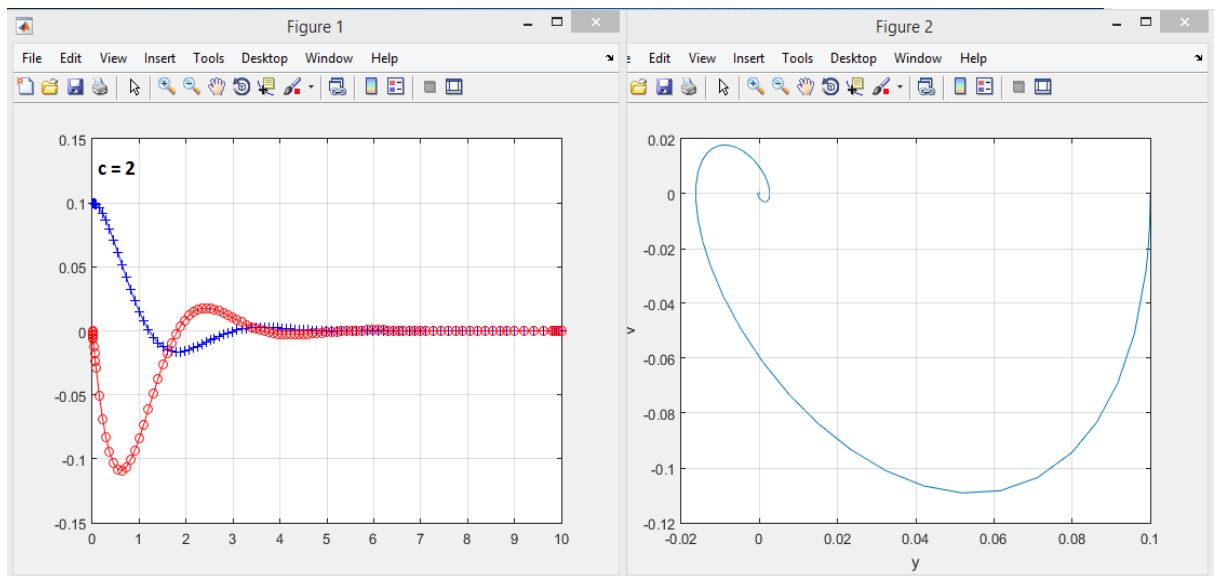 Figure 1
File Edit View Insert Tools Desktop Window Help
0.15
c = 2
0.1
0.05
0
-0.05
-0.1
-0.15
0 1 2 3 4 5 6 7 8 9 10
Figure 2
Edit View Insert Tools Desktop Window Help
0.02
0
-0.02
-0.04
v
-0.06
-0.08
-0.1
-0.12
-0.02 0 0.02 0.04 0.06 0.08 0.1
y